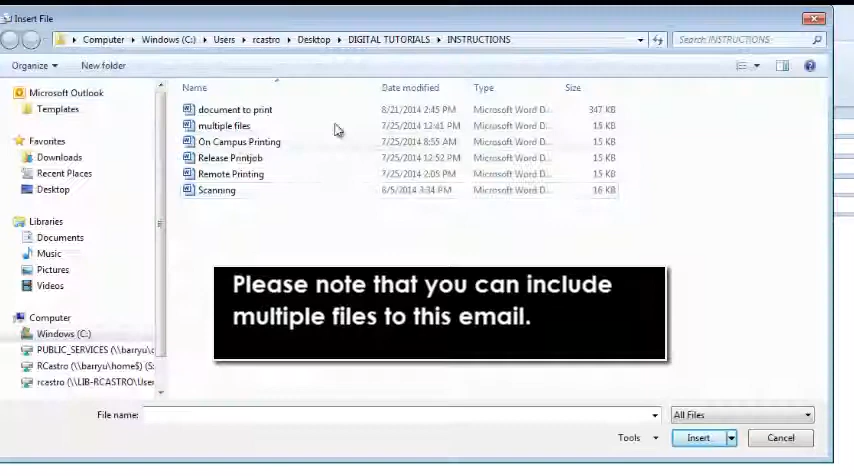 Insert File
Computer Windows (C:) Users rcastro Desktop DIGITAL TUTORIALS INSTRUCTIONS
Search INSTRUCTIONS
Organize New folder
Microsoft Outlook
Templates
Favorites
Downloads
Recent Places
Desktop
Libraries
Documents
Music
Pictures
Videos
Computer
Windows (C:)
PUBLIC_SERVICES (\\barryu\c
RCastro (\\barryu\home$) (S:
rcastro (\\LIB-RCASTRO\User
Name Date modified Type Size
document to print 8/21/2014 2:45 PM Microsoft Word D... 347 KB
multiple files 7/25/2014 12:41 PM Microsoft Word D... 15 KB
On Campus Printing 7/25/2014 8:55 AM Microsoft Word D... 15 KB
Release Printjob 7/25/2014 12:52 PM Microsoft Word D... 15 KB
Remote Printing 7/25/2014 2:05 PM Microsoft Word D... 15 KB
Scanning 8/5/2014 3:34 PM Microsoft Word D... 16 KB
Please note that you can include
multiple files to this email.
File name: All Files
Tools Insert Cancel